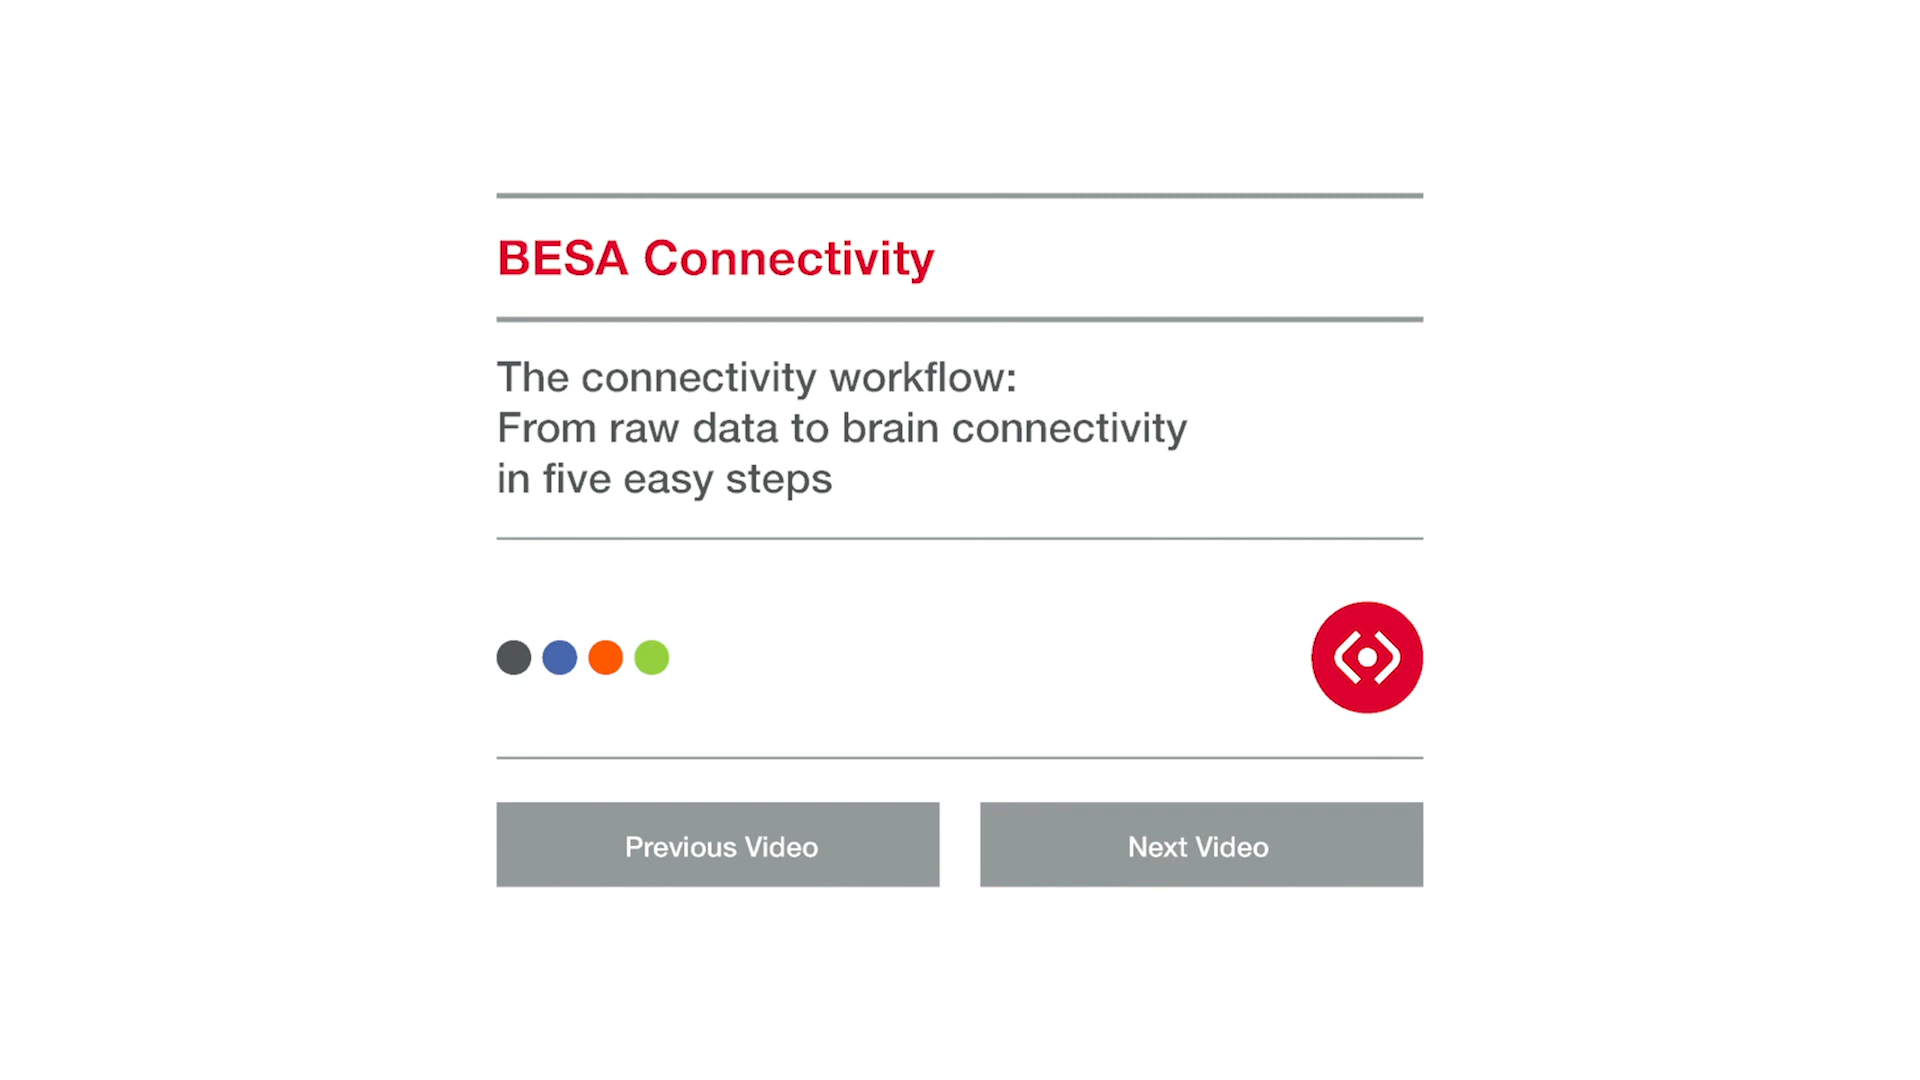 BESA Connectivity
The connectivity workflow:
From raw data to brain connectivity
in five easy steps
Previous Video
Next Video